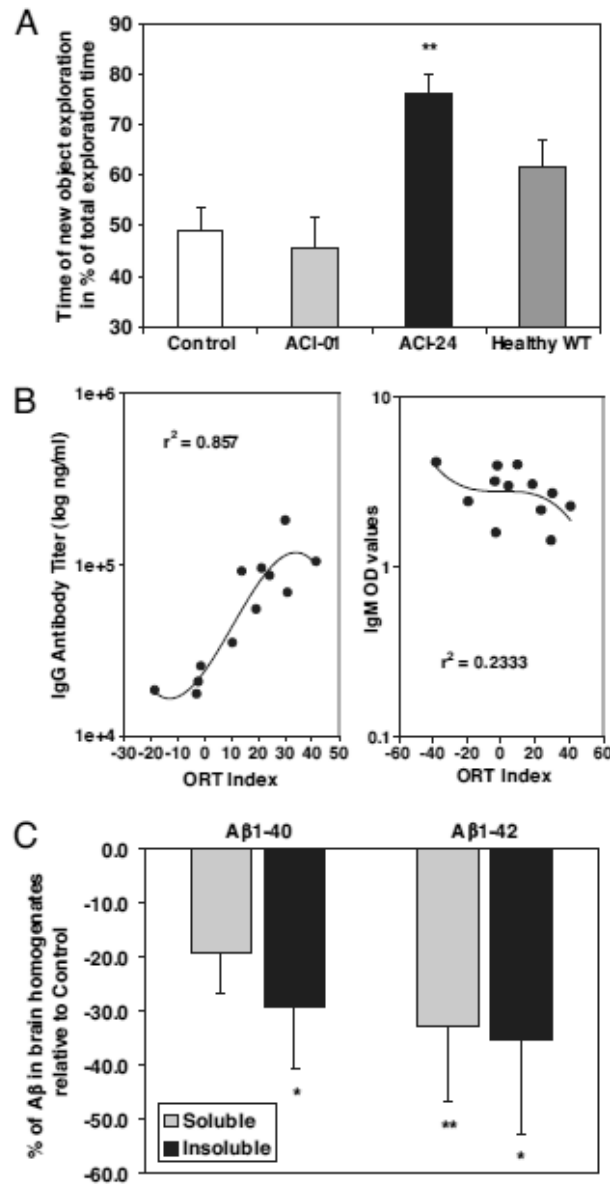 A
Time of new object exploration
in % of total exploration time
90
80
70
60
50
40
30
**
Control ACI-01 ACI-24 Healthy WT
B
IgG Antibody Titer (log ng/ml)
1e+6
1e+5
1e+4
r² = 0.857
-30 -20 -10 0 10 20 30 40 50
ORT Index
IgM OD values
10
1
0.1
r² = 0.2333
-60 -40 -20 0 20 40 60
ORT Index
C
Aβ1-40 Aβ1-42
% of Aβ in brain homogenates
relative to Control
0.0
-10.0
-20.0
-30.0
-40.0
-50.0
-60.0
*
**
*
Soluble
Insoluble